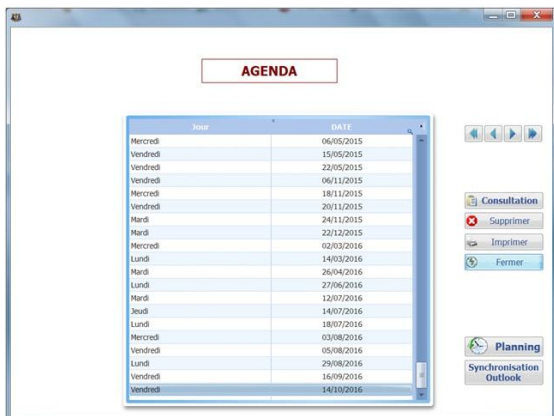 AGENDA
Jour DATE
Mercredi 06/05/2015
Vendredi 15/05/2015
Vendredi 22/05/2015
Vendredi 06/11/2015
Mercredi 18/11/2015
Vendredi 20/11/2015
Mardi 24/11/2015
Mardi 22/12/2015
Mercredi 02/03/2016
Lundi 14/03/2016
Mardi 26/04/2016
Lundi 27/06/2016
Mardi 12/07/2016
Jeudi 14/07/2016
Lundi 18/07/2016
Mercredi 03/08/2016
Vendredi 05/08/2016
Lundi 29/08/2016
Vendredi 16/09/2016
Vendredi 14/10/2016
Consultation
Supprimer
Imprimer
Fermer
Planning
Synchronisation
Outlook